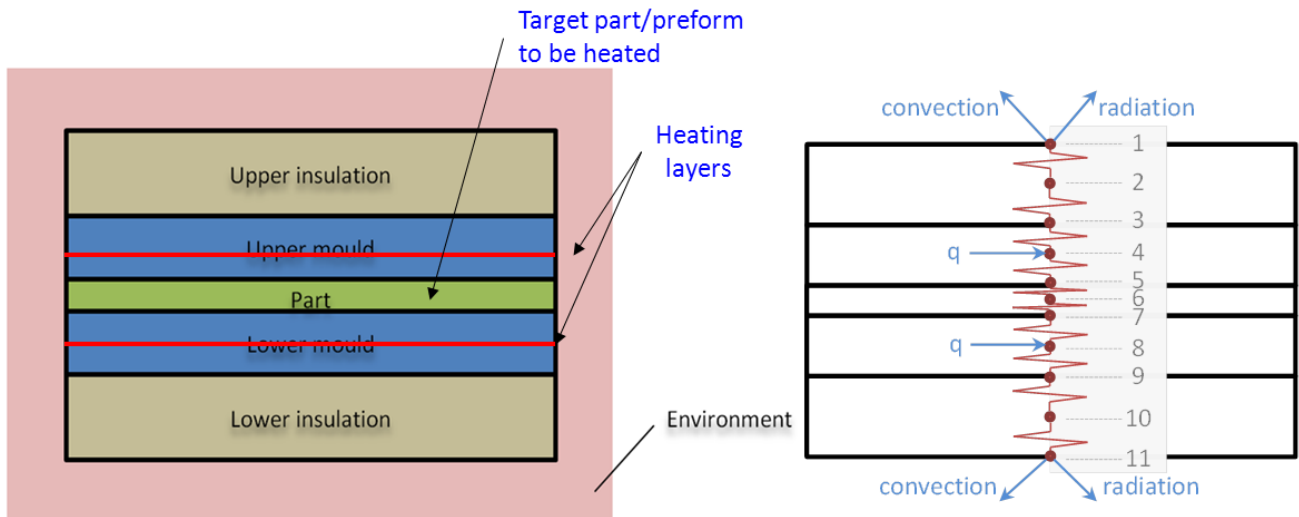 Target part/preform
to be heated
Upper insulation
Heating
layers
Upper mould
Part
Lower mould
Lower insulation
Environment
convection
radiation
1
2
3
q
4
5
6
7
q
8
9
10
11
convection
radiation